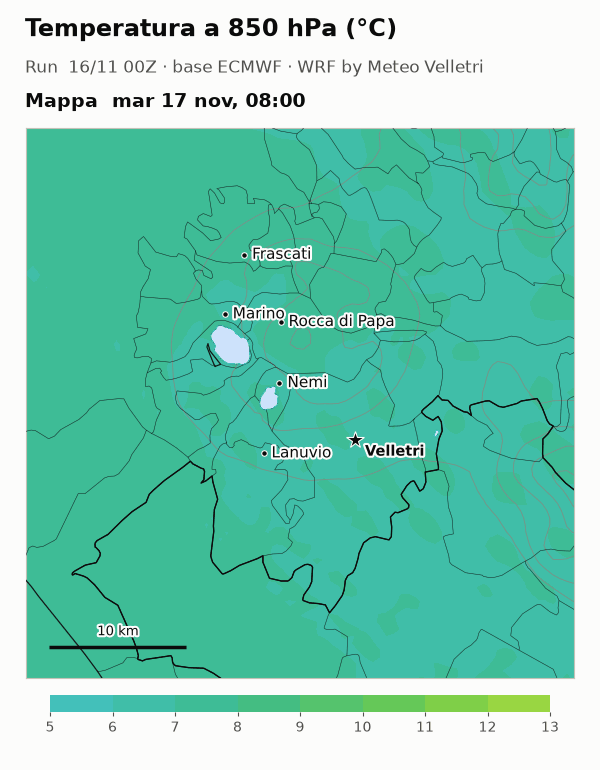 Temperatura a 850 hPa (°C)
Run  16/11 00Z · base ECMWF · WRF by Meteo Velletri
Mappa  mar 17 nov, 08:00
Frascati
Marino
Rocca di Papa
Nemi
Velletri
Lanuvio
10 km
5 6 7 8 9 10 11 12 13